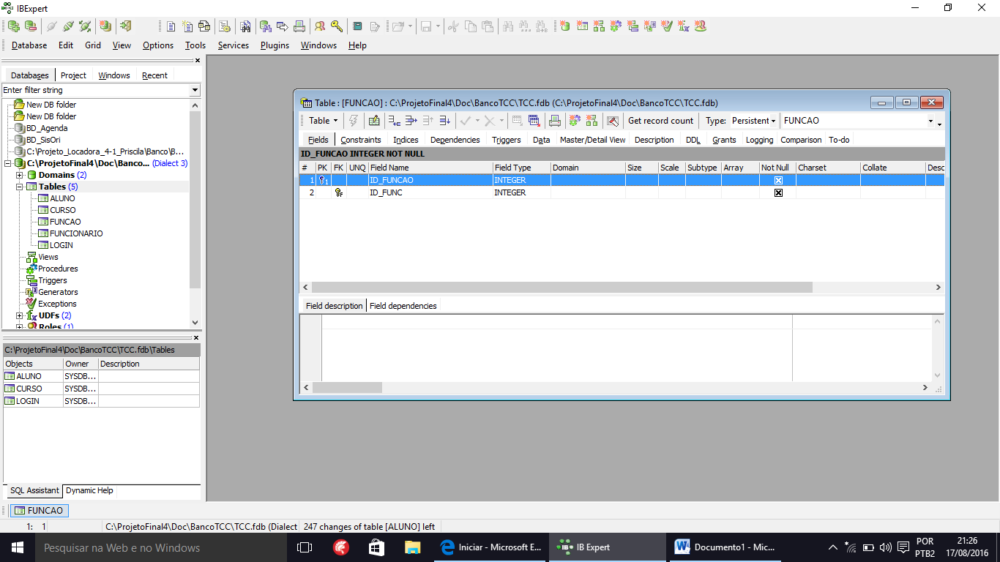 IBExpert
Database Edit Grid View Options Tools Services Plugins Windows Help
Databases Project Windows Recent
Enter filter string
New DB folder
New DB folder
BD_Agenda
BD_SisOri
C:\Projeto_Locadora_4-1_Priscila\Banco\B...
C:\ProjetoFinal4\Doc\Banco... (Dialect 3)
Domains (2)
Tables (5)
ALUNO
CURSO
FUNCAO
FUNCIONARIO
LOGIN
Views
Procedures
Triggers
Generators
Exceptions
UDFs (2)
Roles (1)
C:\ProjetoFinal4\Doc\BancoTCC\TCC.fdb\Tables
Objects Owner Description
ALUNO SYSDB...
CURSO SYSDB...
LOGIN SYSDB...
SQL Assistant Dynamic Help
Table : [FUNCAO] : C:\ProjetoFinal4\Doc\BancoTCC\TCC.fdb (C:\ProjetoFinal4\Doc\BancoTCC\TCC.fdb)
Table Get record count Type: Persistent FUNCAO
Fields Constraints Indices Dependencies Triggers Data Master/Detail View Description DDL Grants Logging Comparison To-do
ID_FUNCAO INTEGER NOT NULL
# PK FK UNQ Field Name Field Type Domain Size Scale Subtype Array Not Null Charset Collate Desc
1 1 ID_FUNCAO INTEGER
2 F ID_FUNC INTEGER
Field description Field dependencies
FUNCAO
1: 1 C:\ProjetoFinal4\Doc\BancoTCC\TCC.fdb (Dialect 247 changes of table [ALUNO] left
Pesquisar na Web e no Windows
Iniciar - Microsoft E...
IB Expert
Documento1 - Mic...
POR
PTB2
21:26
17/08/2016